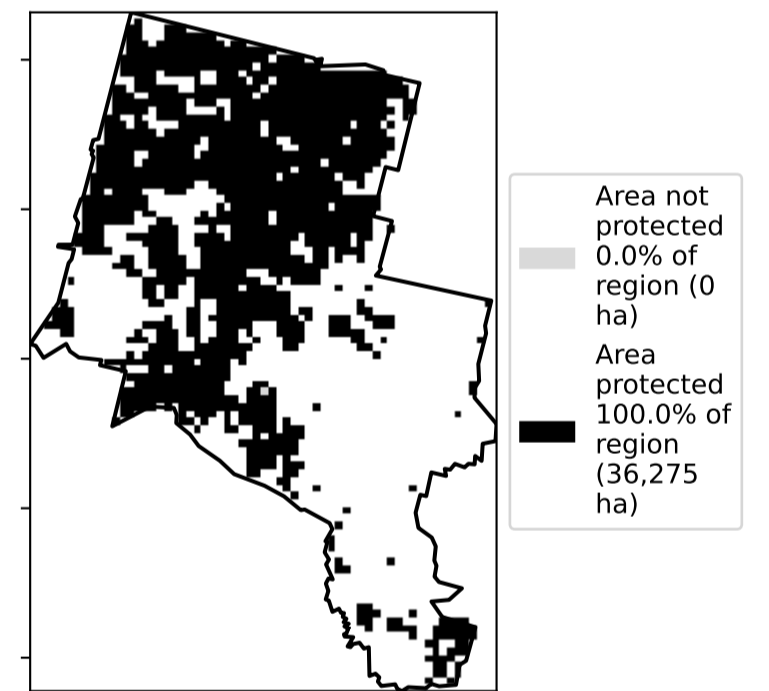 Area not
protected
0.0% of
region (0
ha)
Area
protected
100.0% of
region
(36,275
ha)